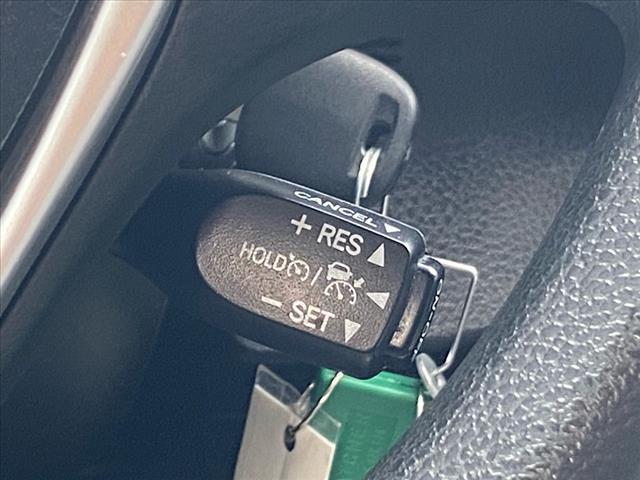 CANCEL
+ RES
HOLD /
− SET